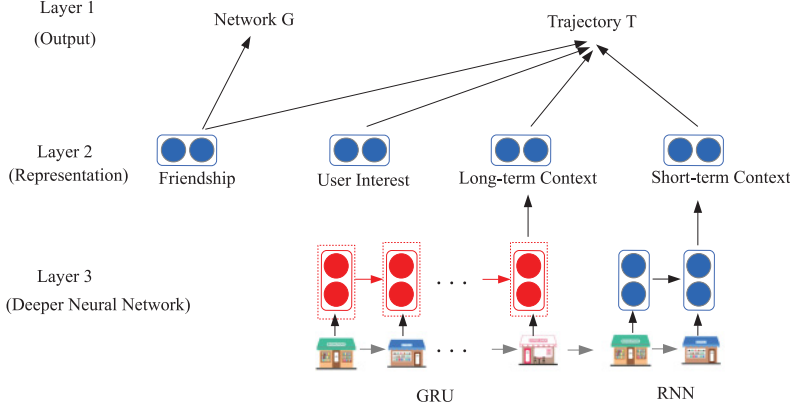 Layer 1
(Output)
Network G
Trajectory T
Layer 2
(Representation)
Friendship
User Interest
Long-term Context
Short-term Context
Layer 3
(Deeper Neural Network)
. . .
. . .
GRU
RNN